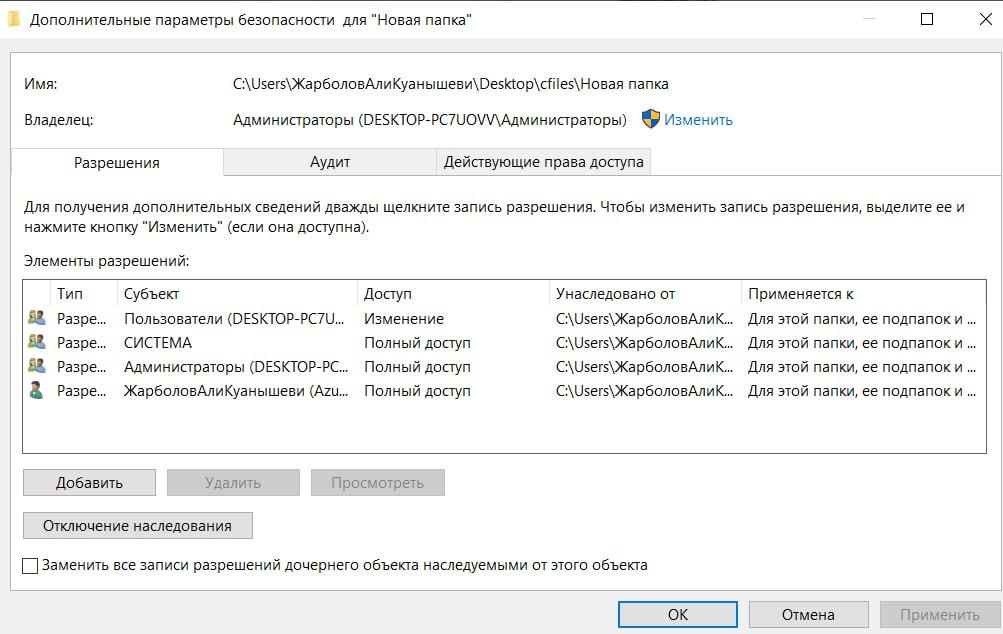 Дополнительные параметры безопасности для "Новая папка"
Имя: C:\Users\ЖарболовАлиКуанышеви\Desktop\cfiles\Новая папка
Владелец: Администраторы (DESKTOP-PC7UOVV\Администраторы) Изменить
Разрешения Аудит Действующие права доступа
Для получения дополнительных сведений дважды щелкните запись разрешения. Чтобы изменить запись разрешения, выделите ее и
нажмите кнопку "Изменить" (если она доступна).
Элементы разрешений:
Тип Субъект Доступ Унаследовано от Применяется к
Разре... Пользователи (DESKTOP-PC7U... Изменение C:\Users\ЖарболовАлиК... Для этой папки, ее подпапок и ...
Разре... СИСТЕМА Полный доступ C:\Users\ЖарболовАлиК... Для этой папки, ее подпапок и ...
Разре... Администраторы (DESKTOP-PC... Полный доступ C:\Users\ЖарболовАлиК... Для этой папки, ее подпапок и ...
Разре... ЖарболовАлиКуанышеви (Azu... Полный доступ C:\Users\ЖарболовАлиК... Для этой папки, ее подпапок и ...
Добавить Удалить Просмотреть
Отключение наследования
Заменить все записи разрешений дочернего объекта наследуемыми от этого объекта
ОК Отмена Применить